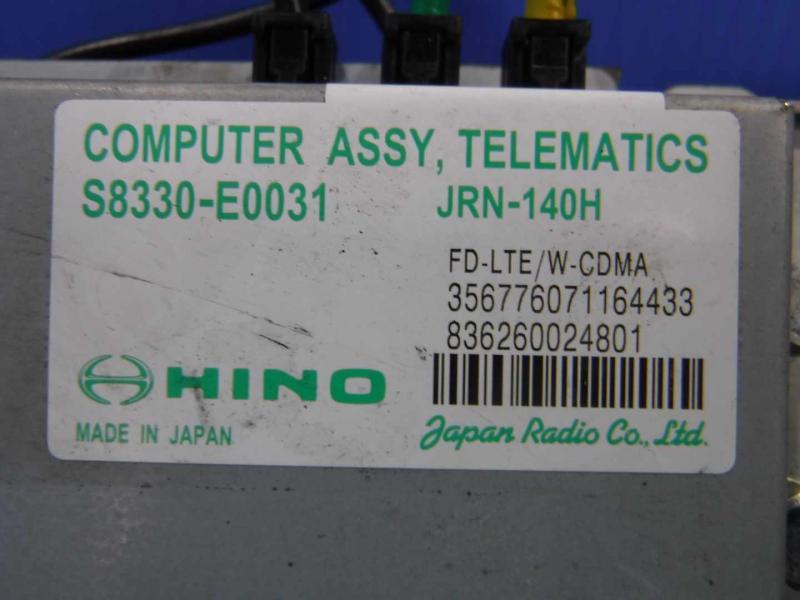 COMPUTER ASSY, TELEMATICS
S8330-E0031 JRN-140H
FD-LTE/W-CDMA
356776071164433
836260024801
HINO
MADE IN JAPAN
Japan Radio Co., Ltd.